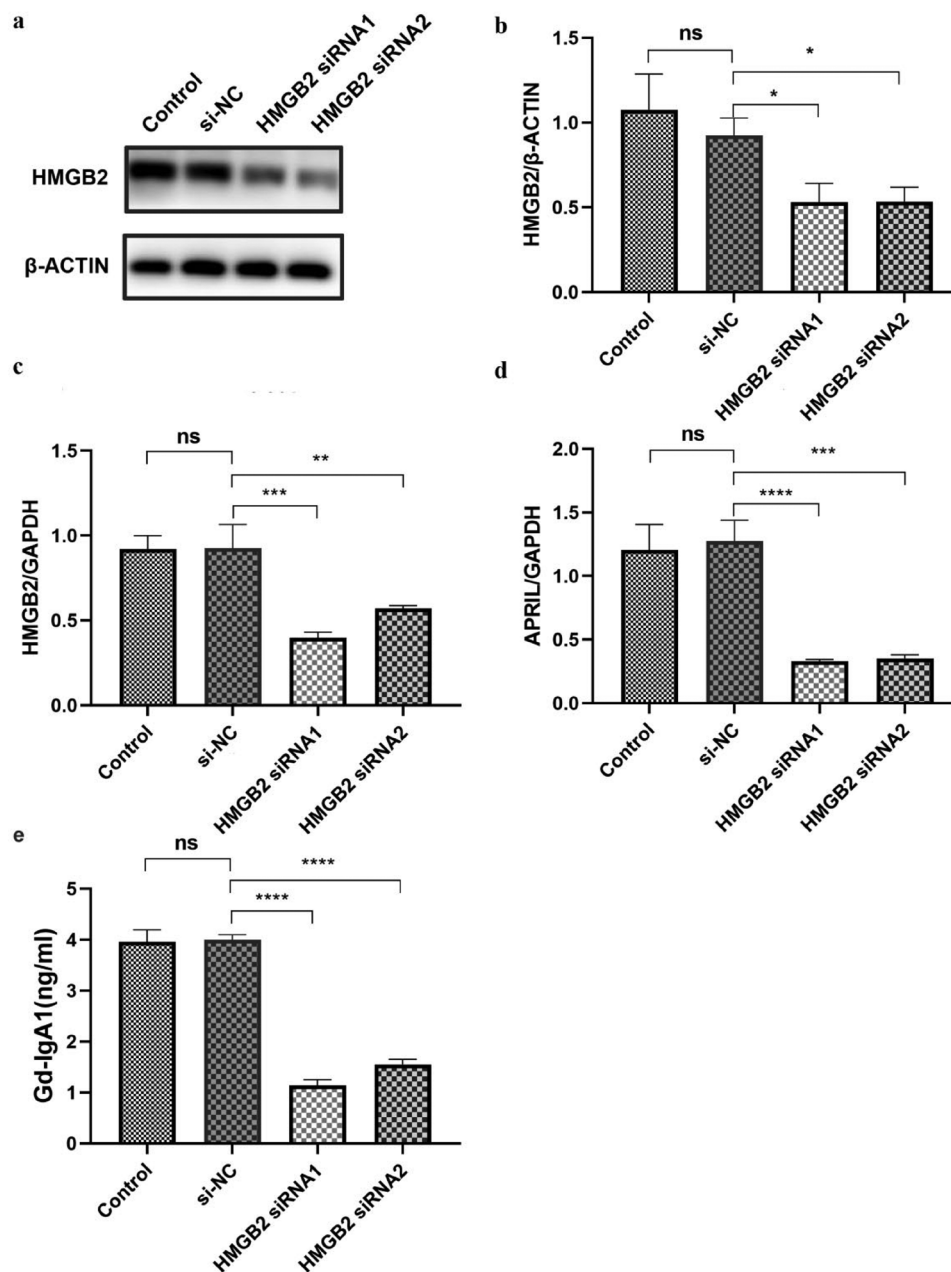 a
Control
si-NC
HMGB2 siRNA1
HMGB2 siRNA2
HMGB2
β-ACTIN
b
HMGB2/β-ACTIN
1.5
1.0
0.5
0.0
ns
*
*
Control
si-NC
HMGB2 siRNA1
HMGB2 siRNA2
c
HMGB2/GAPDH
1.5
1.0
0.5
0.0
ns
**
***
Control
si-NC
HMGB2 siRNA1
HMGB2 siRNA2
d
APRIL/GAPDH
2.0
1.5
1.0
0.5
0.0
ns
***
****
Control
si-NC
HMGB2 siRNA1
HMGB2 siRNA2
e
Gd-IgA1(ng/ml)
5
4
3
2
1
0
ns
****
****
Control
si-NC
HMGB2 siRNA1
HMGB2 siRNA2